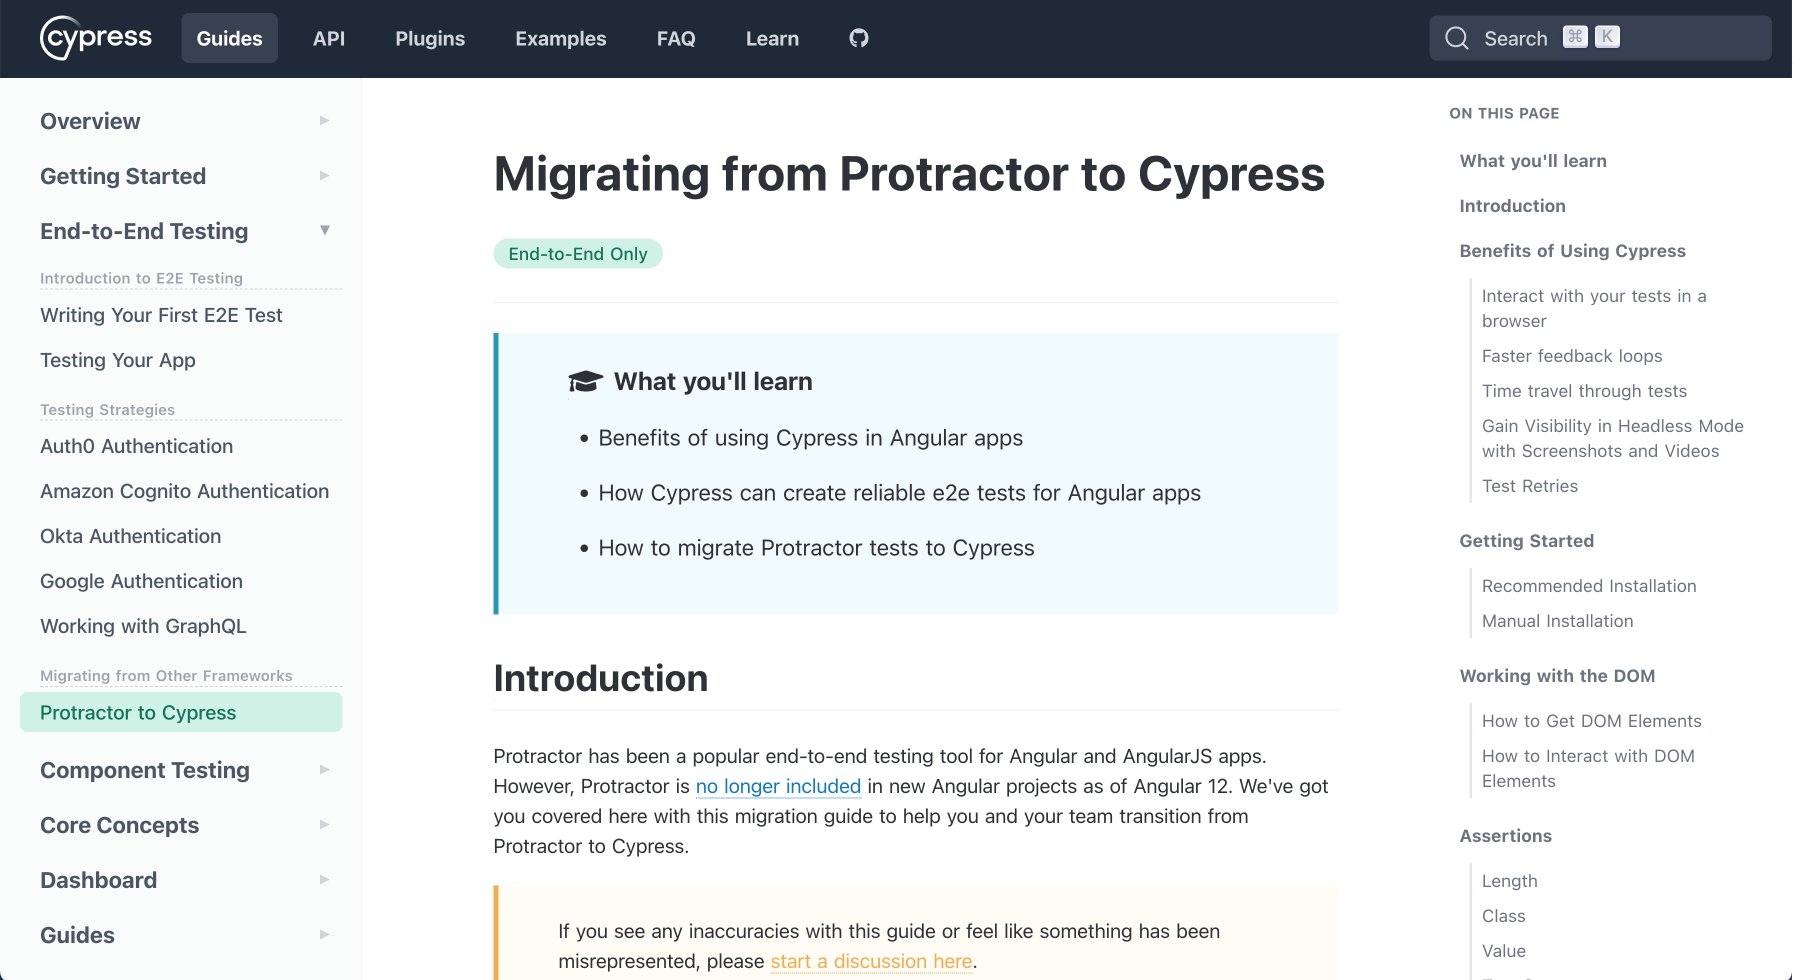 cypress
Guides
API
Plugins
Examples
FAQ
Learn
Search ⌘ K
Overview
Getting Started
End-to-End Testing
Introduction to E2E Testing
Writing Your First E2E Test
Testing Your App
Testing Strategies
Auth0 Authentication
Amazon Cognito Authentication
Okta Authentication
Google Authentication
Working with GraphQL
Migrating from Other Frameworks
Protractor to Cypress
Component Testing
Core Concepts
Dashboard
Guides
Migrating from Protractor to Cypress
End-to-End Only
What you'll learn
• Benefits of using Cypress in Angular apps
• How Cypress can create reliable e2e tests for Angular apps
• How to migrate Protractor tests to Cypress
Introduction
Protractor has been a popular end-to-end testing tool for Angular and AngularJS apps.
However, Protractor is no longer included in new Angular projects as of Angular 12. We've got
you covered here with this migration guide to help you and your team transition from
Protractor to Cypress.
If you see any inaccuracies with this guide or feel like something has been
misrepresented, please start a discussion here.
ON THIS PAGE
What you'll learn
Introduction
Benefits of Using Cypress
Interact with your tests in a
browser
Faster feedback loops
Time travel through tests
Gain Visibility in Headless Mode
with Screenshots and Videos
Test Retries
Getting Started
Recommended Installation
Manual Installation
Working with the DOM
How to Get DOM Elements
How to Interact with DOM
Elements
Assertions
Length
Class
Value